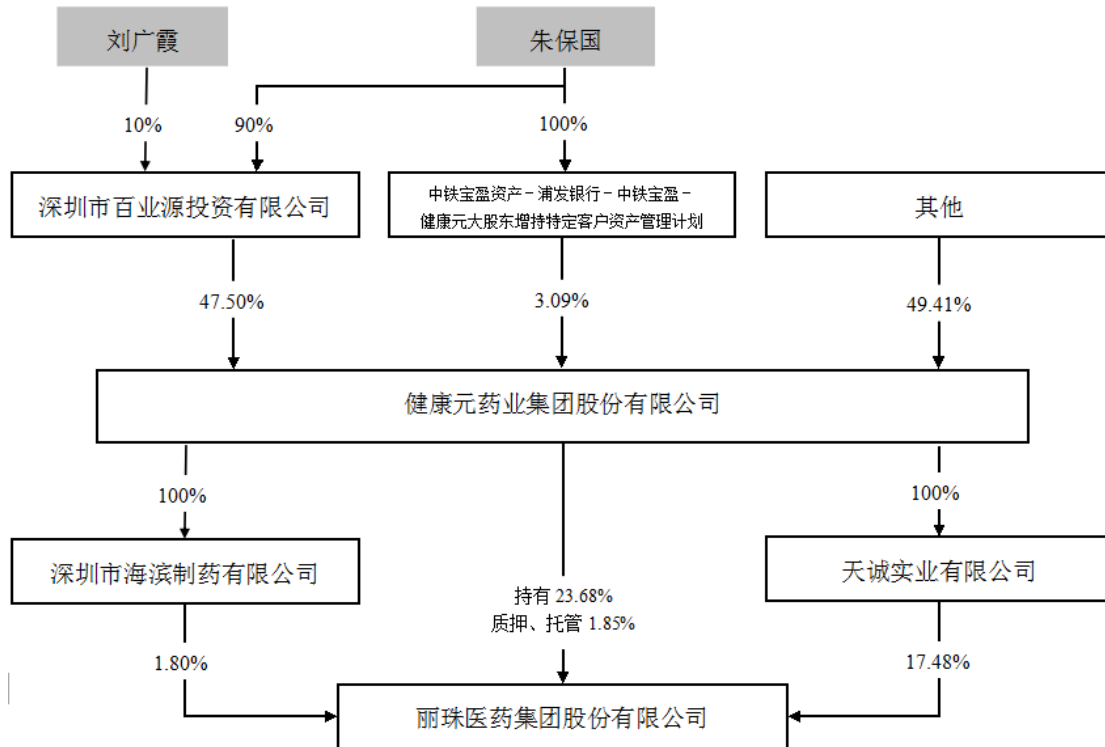 刘广霞
朱保国
10%
90%
100%
深圳市百业源投资有限公司
中铁宝盈资产－浦发银行－中铁宝盈－
健康元大股东增持特定客户资产管理计划
其他
47.50%
3.09%
49.41%
健康元药业集团股份有限公司
100%
100%
深圳市海滨制药有限公司
天诚实业有限公司
持有 23.68%
质押、托管 1.85%
1.80%
17.48%
丽珠医药集团股份有限公司